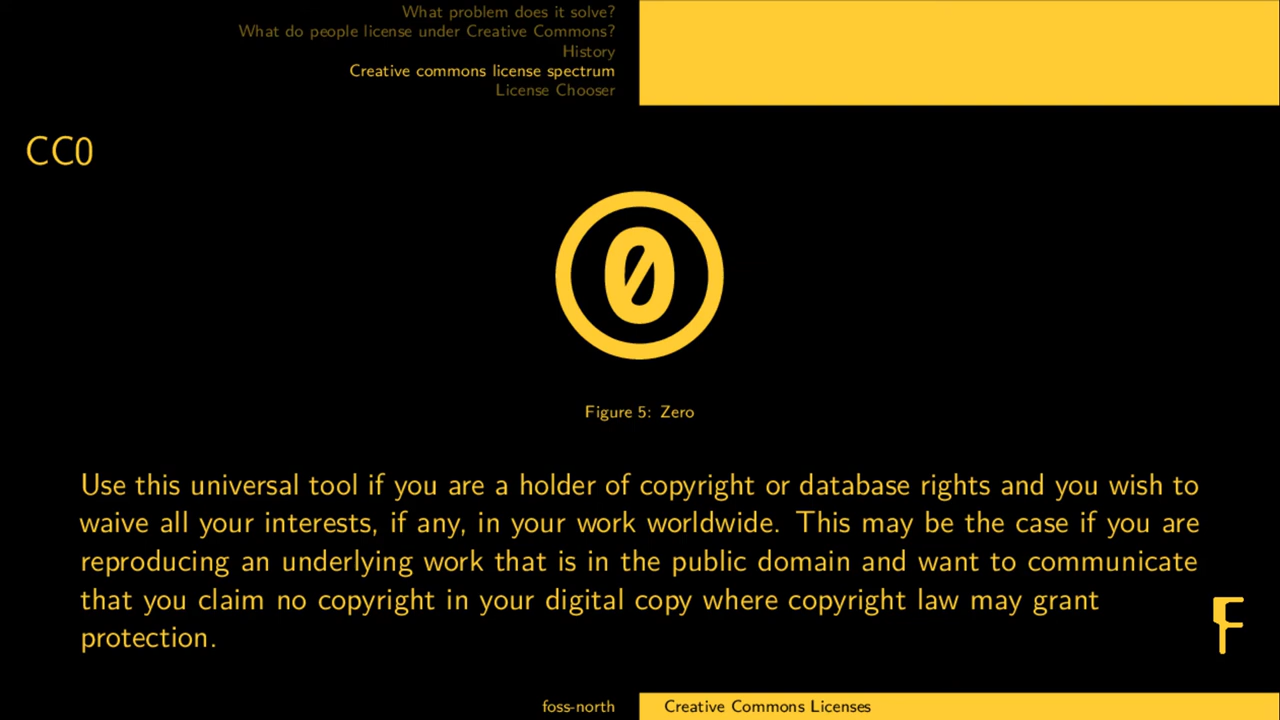 What problem does it solve?
What do people license under Creative Commons?
History
Creative commons license spectrum
License Chooser
CC0
0
Figure 5: Zero
Use this universal tool if you are a holder of copyright or database rights and you wish to
waive all your interests, if any, in your work worldwide. This may be the case if you are
reproducing an underlying work that is in the public domain and want to communicate
that you claim no copyright in your digital copy where copyright law may grant
protection.
F
foss-north
Creative Commons Licenses